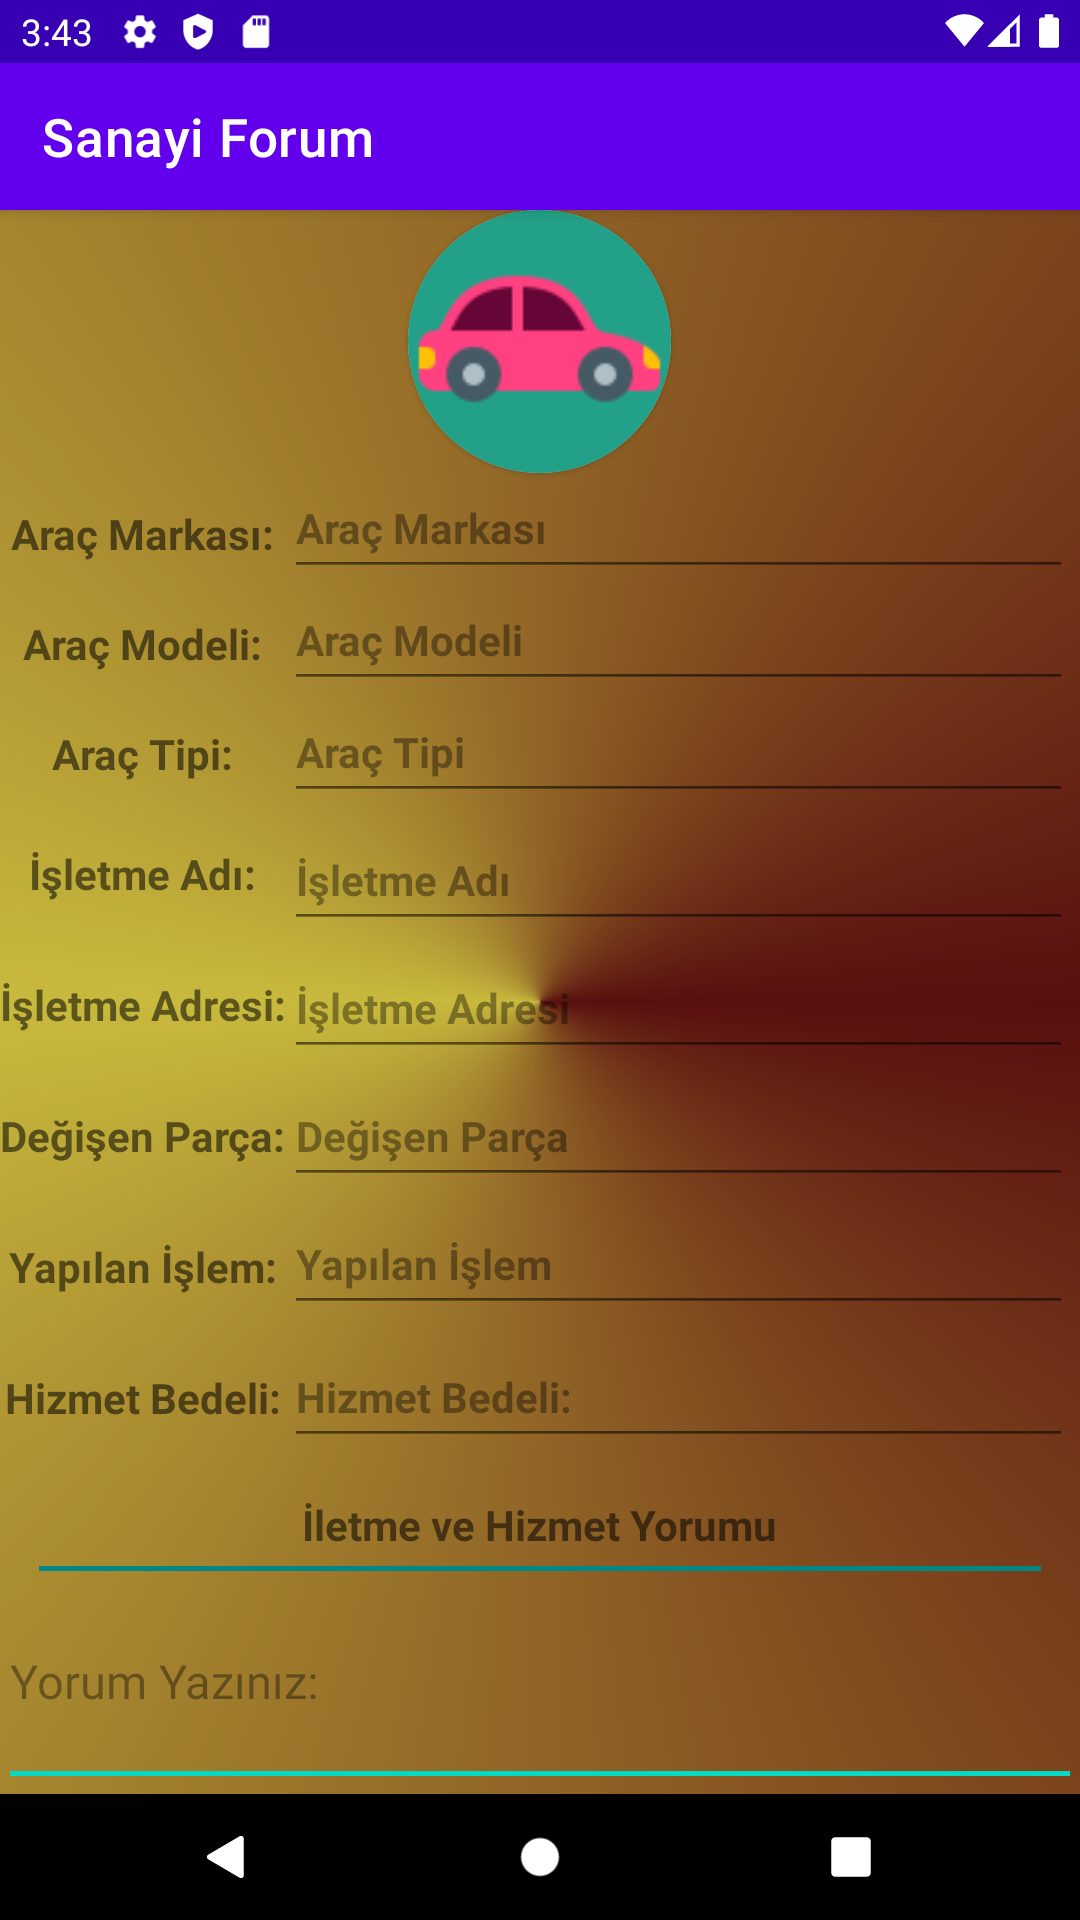 3:43
Sanayi Forum
Araç Markası: Araç Markası
Araç Modeli: Araç Modeli
Araç Tipi: Araç Tipi
İşletme Adı: İşletme Adı
İşletme Adresi: İşletme Adresi
Değişen Parça: Değişen Parça
Yapılan İşlem: Yapılan İşlem
Hizmet Bedeli: Hizmet Bedeli:
İletme ve Hizmet Yorumu
Yorum Yazınız: